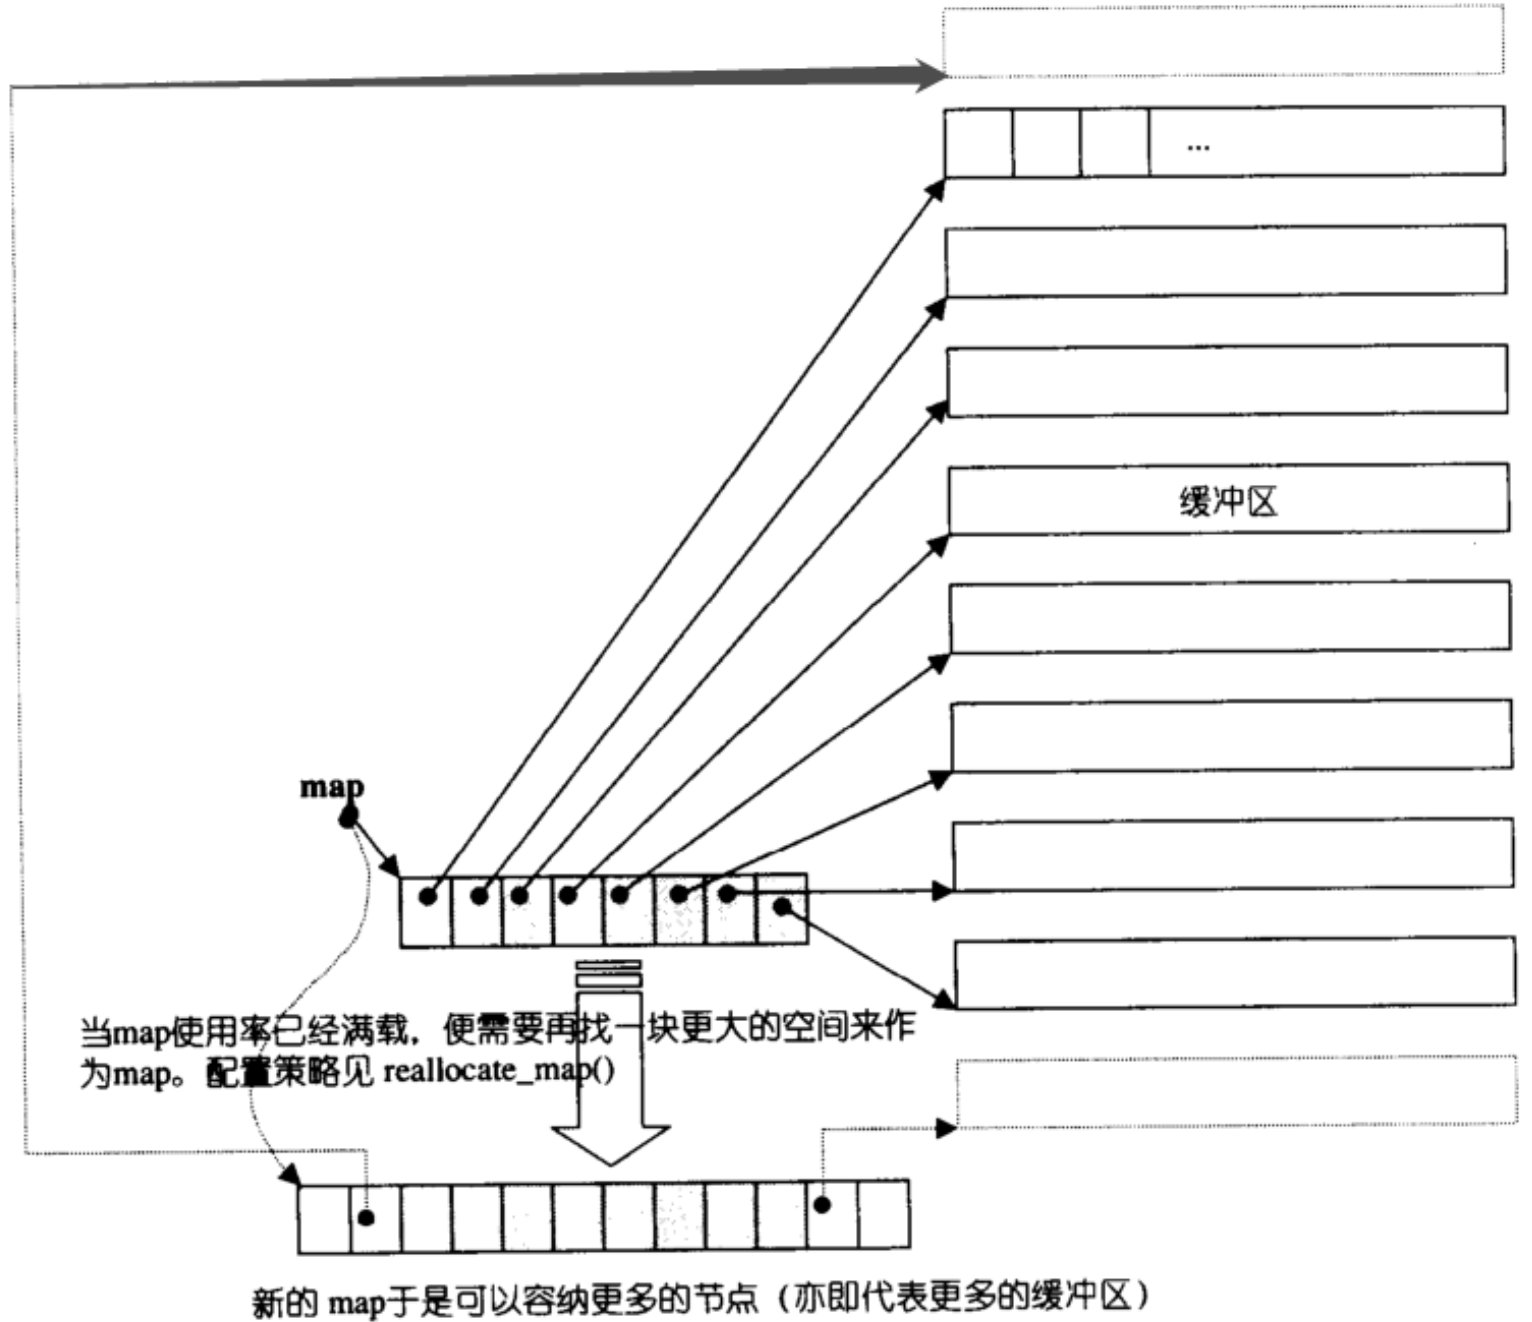 ...
缓冲区
map
当map使用率已经满载，便需要再找一块更大的空间来作
为map。配置策略见 reallocate_map()
新的 map于是可以容纳更多的节点（亦即代表更多的缓冲区）